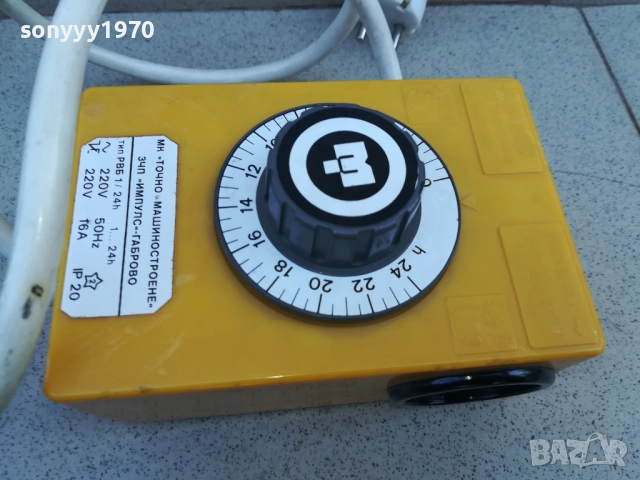 sonyyy1970
МК "ТОЧНО МАШИНОСТРОЕНЕ"
ЗЧП "ИМПУЛС"-ГАБРОВО
Тип РВБ 1/24h 1...24h
~ 220V 50Hz IP 20
220V 16A
12
14
16
18
20
22
24
h
BAZAR